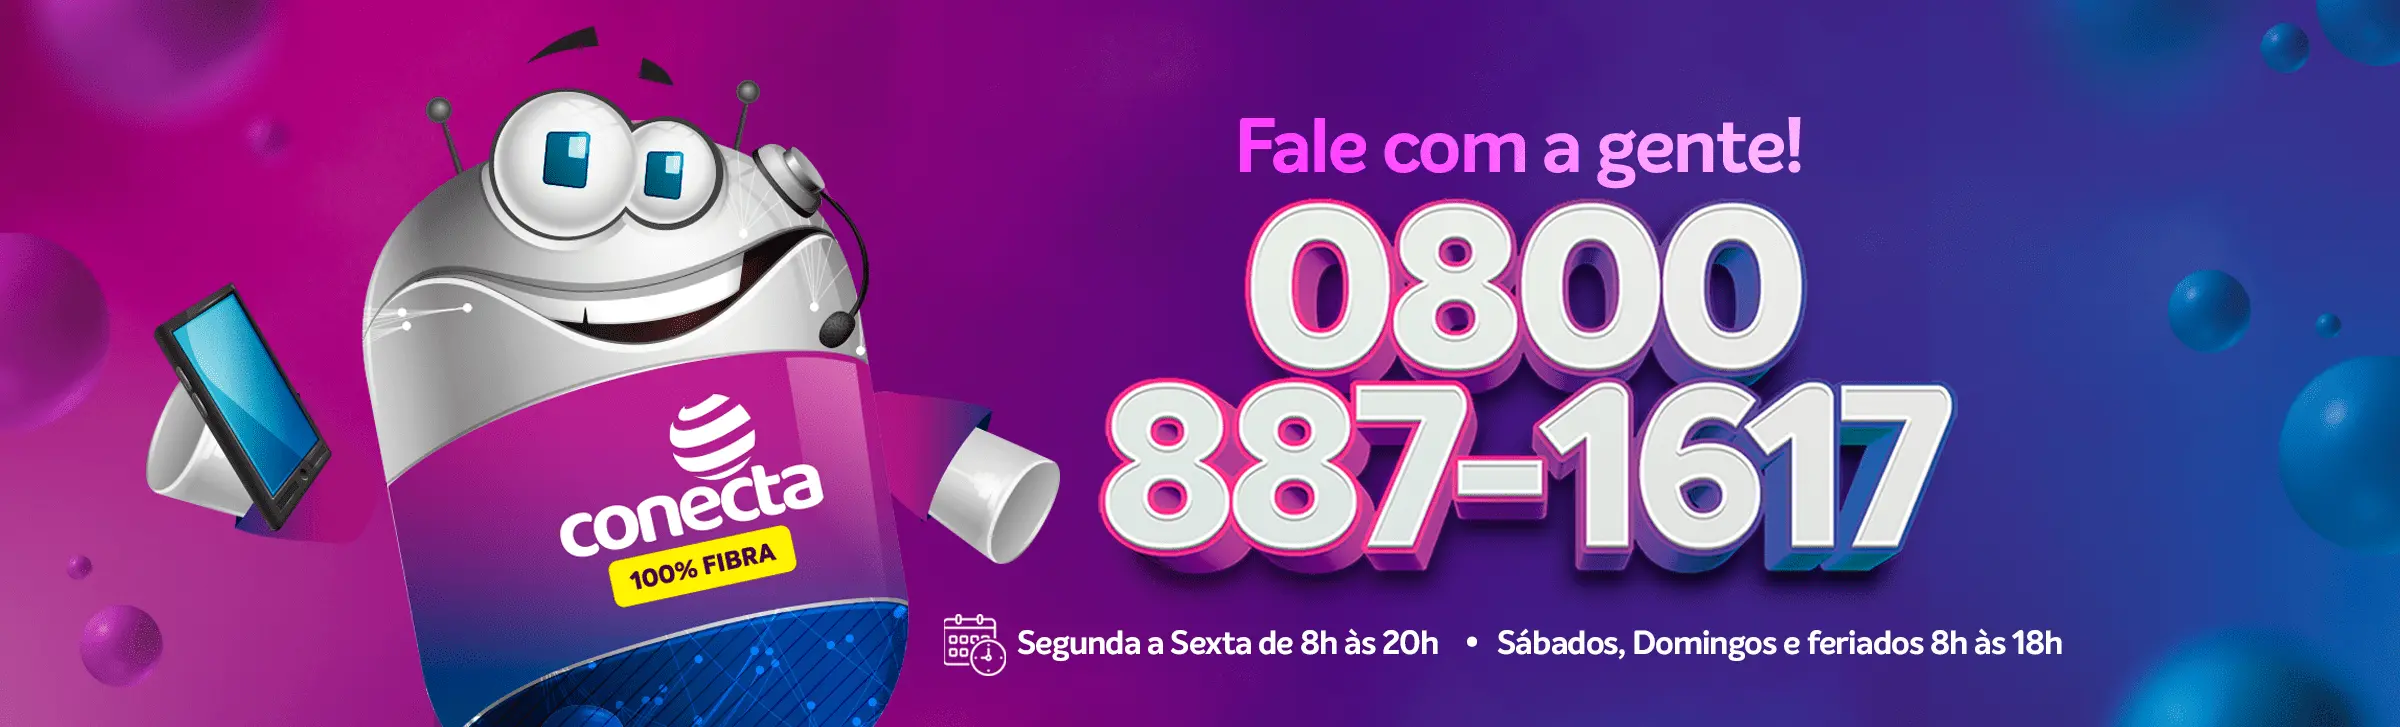 Fale com a gente!
0800
887-1617
conecta
100% FIBRA
Segunda a Sexta de 8h às 20h • Sábados, Domingos e feriados 8h às 18h